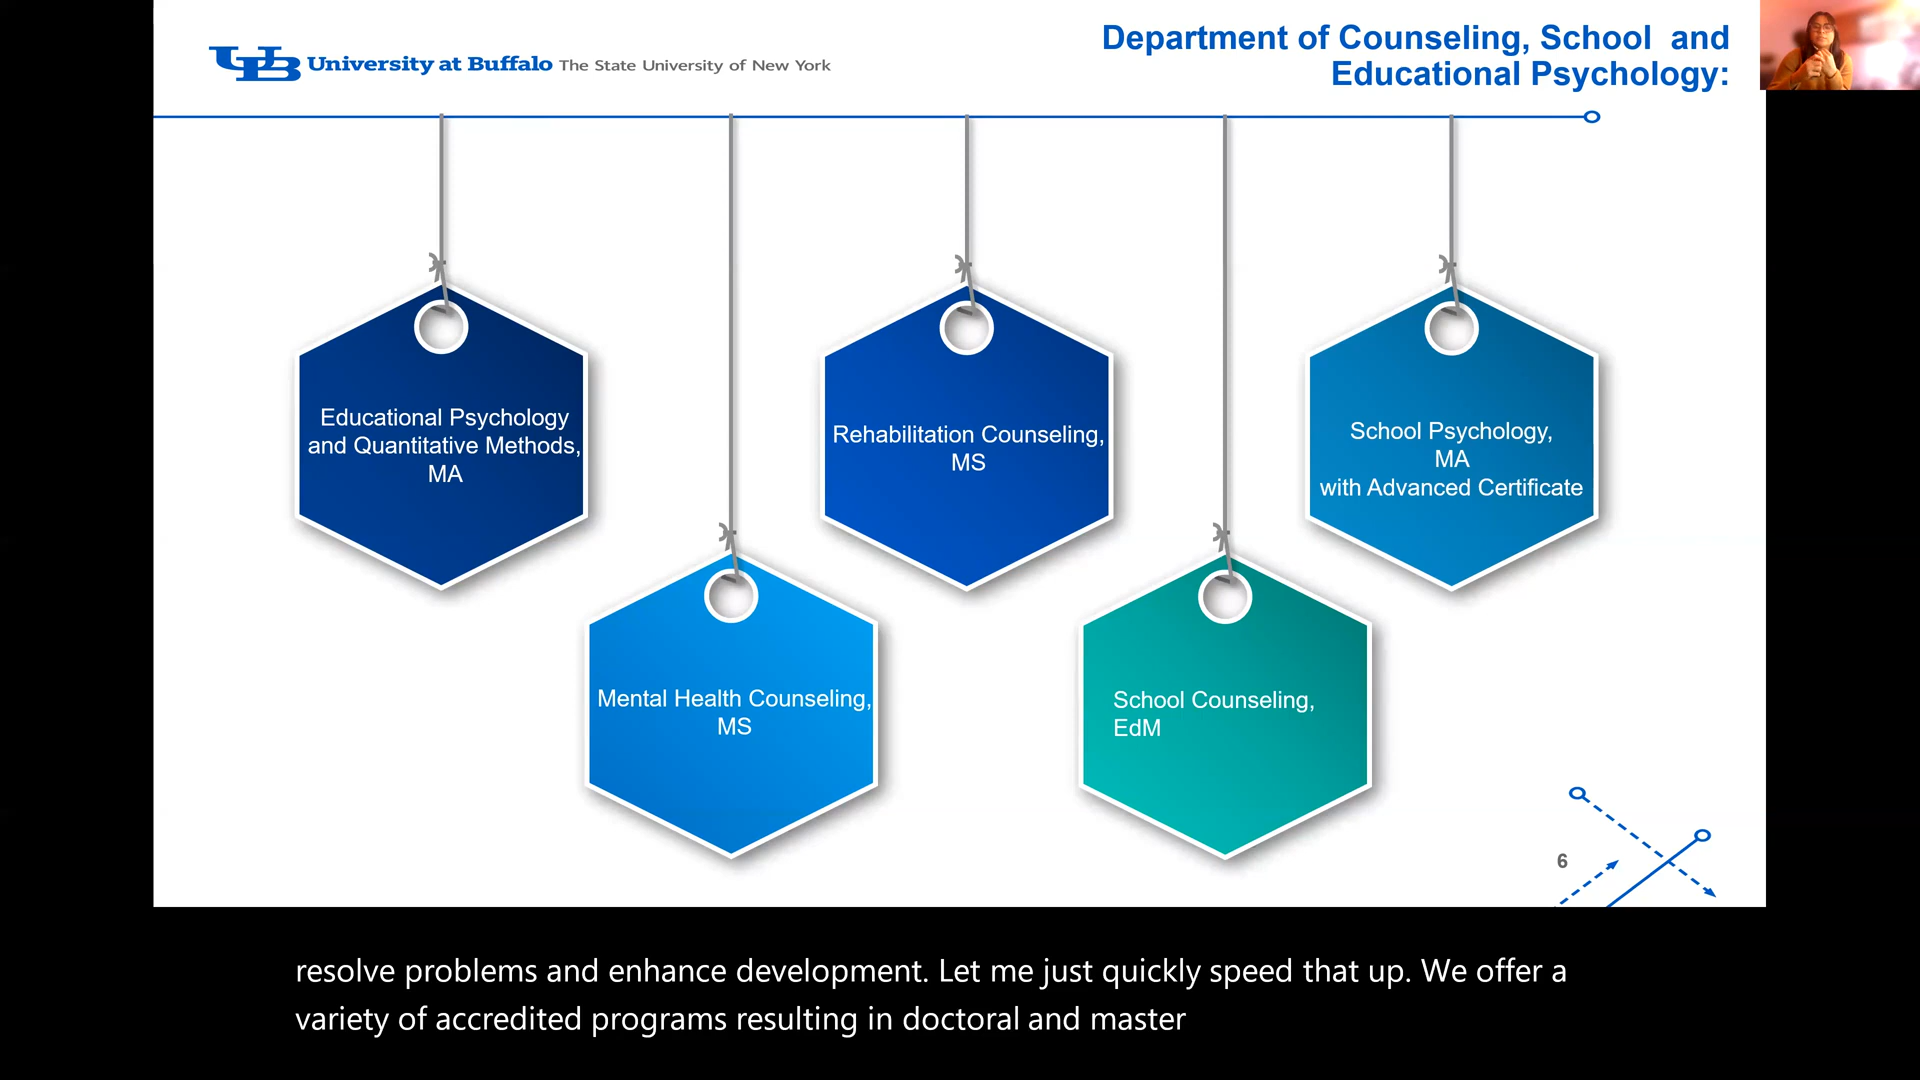 University at Buffalo The State University of New York
Department of Counseling, School and
Educational Psychology:
Educational Psychology
and Quantitative Methods,
MA
Mental Health Counseling,
MS
Rehabilitation Counseling,
MS
School Counseling,
EdM
School Psychology,
MA
with Advanced Certificate
6
resolve problems and enhance development. Let me just quickly speed that up. We offer a
variety of accredited programs resulting in doctoral and master